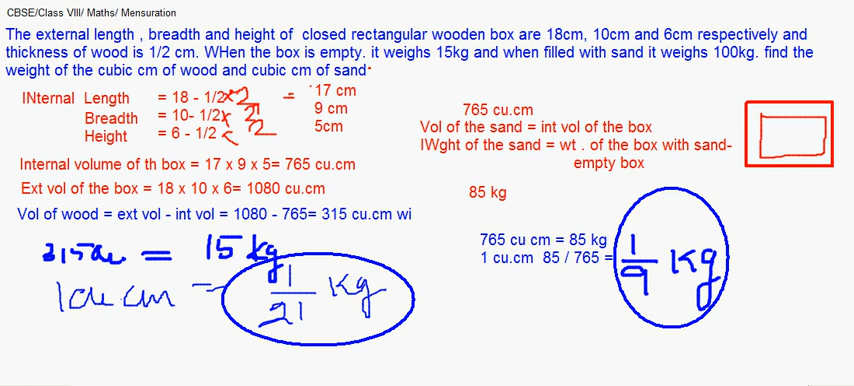 CBSE/Class VIII/ Maths/ Mensuration
The external length , breadth and height of closed rectangular wooden box are 18cm, 10cm and 6cm respectively and
thickness of wood is 1/2 cm. WHen the box is empty. it weighs 15kg and when filled with sand it weighs 100kg. find the
weight of the cubic cm of wood and cubic cm of sand
INternal Length = 18 - 1/2x2 = 17 cm
Breadth = 10- 1/2x 2 9 cm
Height = 6 - 1/2 x 2 5cm
Internal volume of th box = 17 x 9 x 5= 765 cu.cm
Ext vol of the box = 18 x 10 x 6= 1080 cu.cm
Vol of wood = ext vol - int vol = 1080 - 765= 315 cu.cm wi
315 = 15 kg
1 cu cm = 1/21 kg
765 cu.cm
Vol of the sand = int vol of the box
IWght of the sand = wt . of the box with sand-
empty box
85 kg
765 cu cm = 85 kg
1 cu.cm 85 / 765 = 1/9 kg